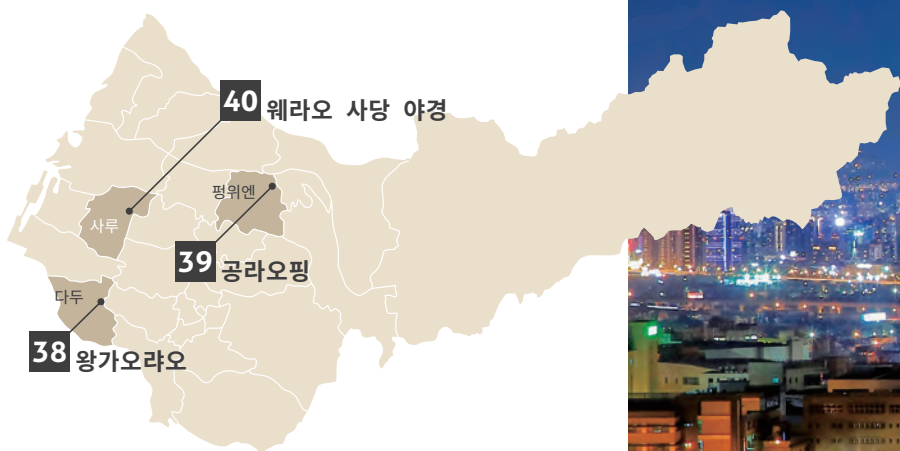 40 웨라오 사당 야경
펑위엔
사루
39 공라오핑
다두
38 왕가오랴오